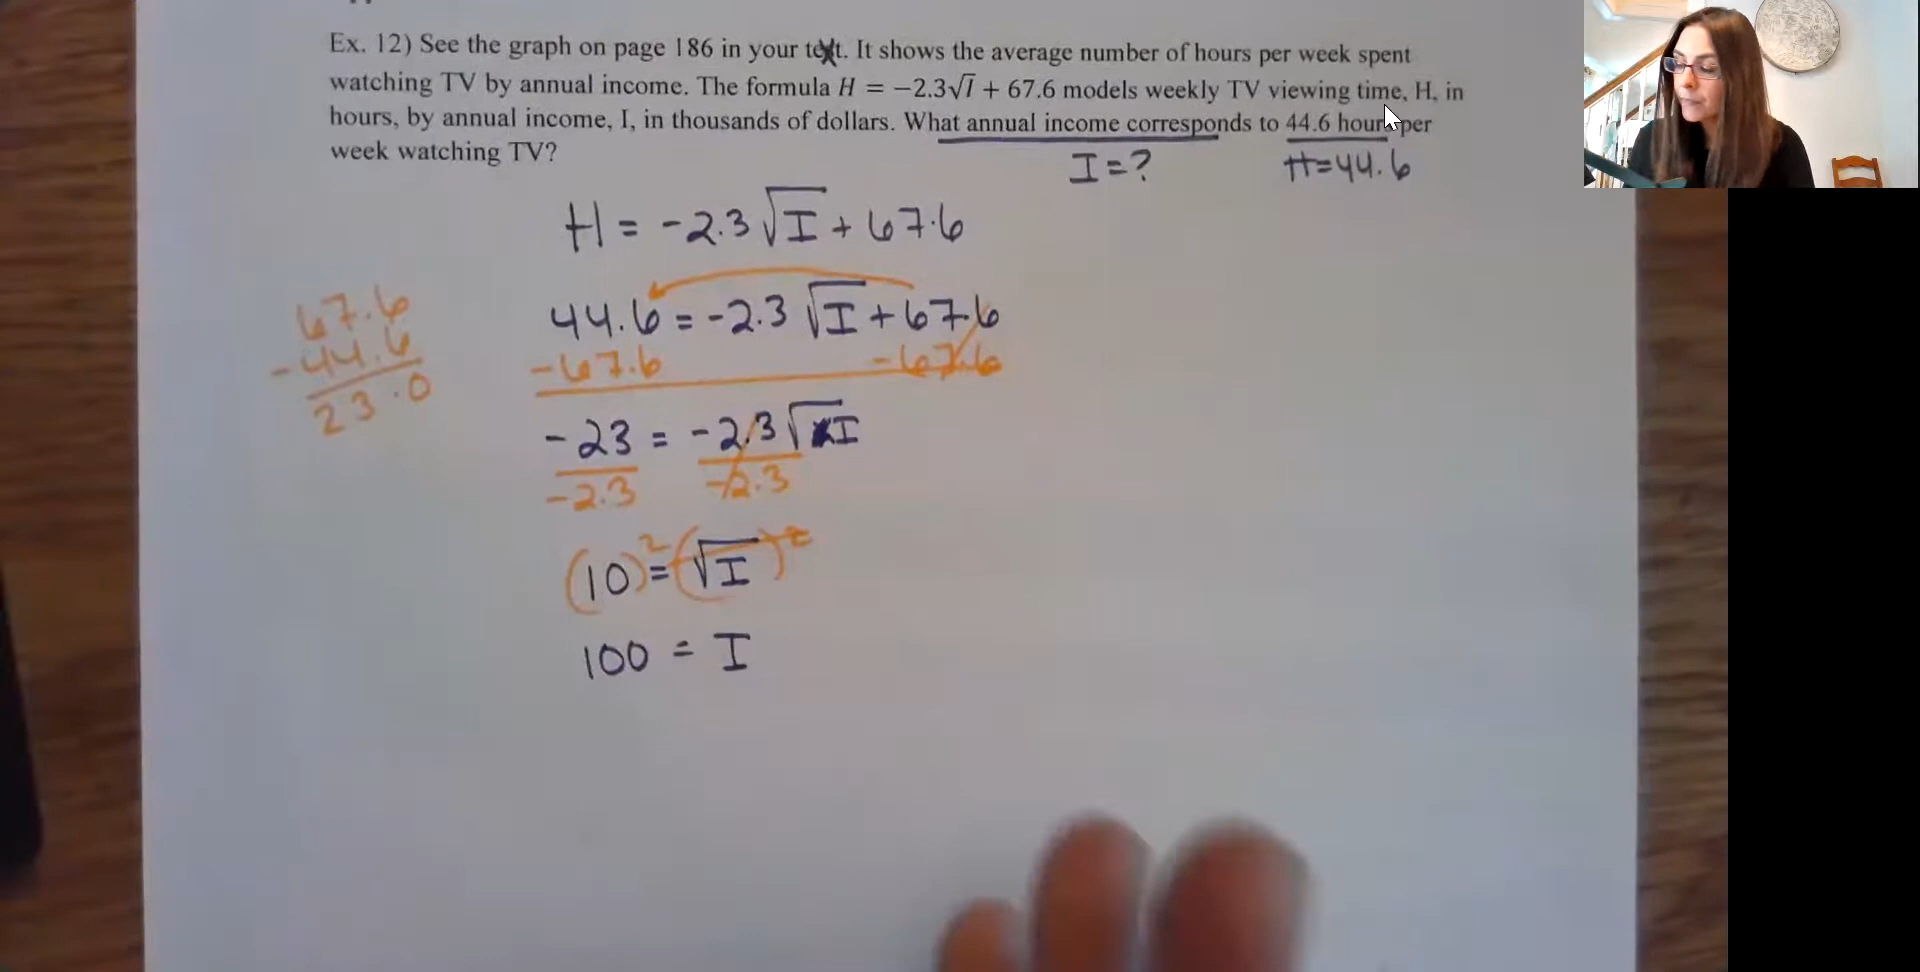 Ex. 12) See the graph on page 186 in your text. It shows the average number of hours per week spent
watching TV by annual income. The formula H = −2.3√I + 67.6 models weekly TV viewing time, H, in
hours, by annual income, I, in thousands of dollars. What annual income corresponds to 44.6 hours per
week watching TV?
I = ? H = 44.6
H = -2.3√I + 67.6
44.6 = -2.3√I + 67.6
-67.6 -67.6
67.6
-44.6
23.0
-23 = -2.3√I
-2.3 -2.3
(10)² = (√I)²
100 = I